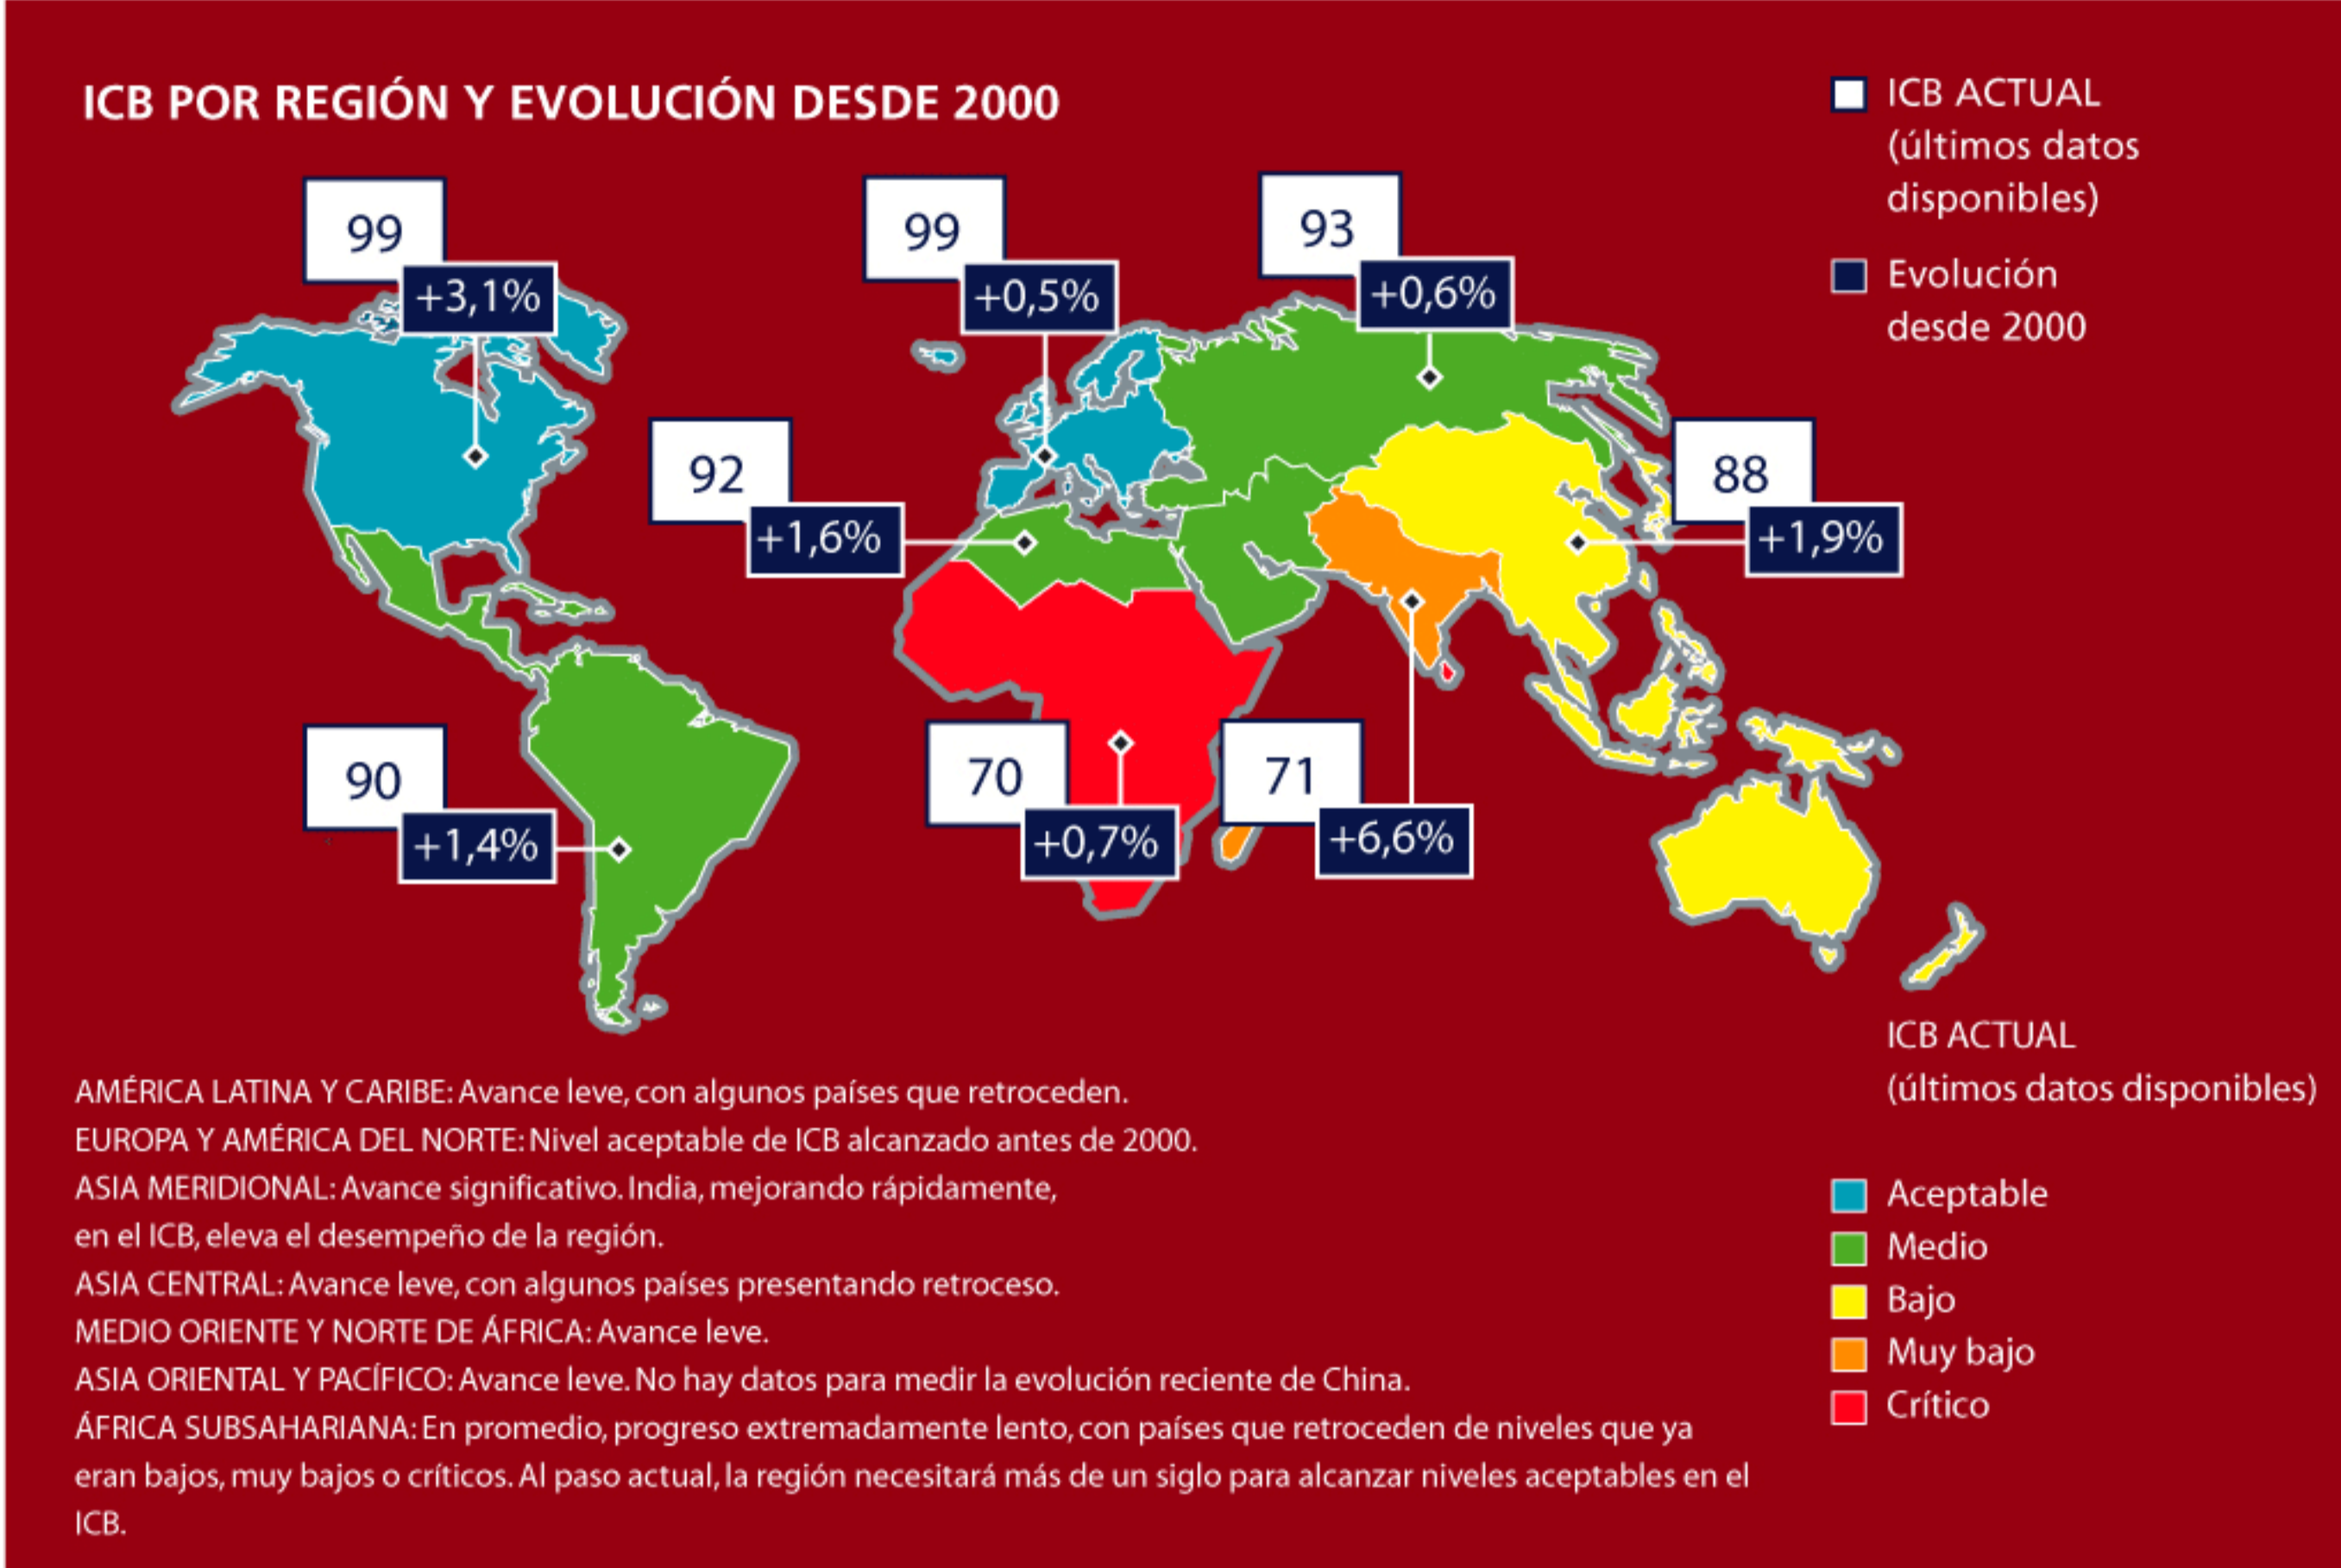 ICB POR REGIÓN Y EVOLUCIÓN DESDE 2000
ICB ACTUAL
(últimos datos
disponibles)
Evolución
desde 2000
99
+3,1%
99
+0,5%
93
+0,6%
92
+1,6%
88
+1,9%
90
+1,4%
70
+0,7%
71
+6,6%
AMÉRICA LATINA Y CARIBE: Avance leve, con algunos países que retroceden.
EUROPA Y AMÉRICA DEL NORTE: Nivel aceptable de ICB alcanzado antes de 2000.
ASIA MERIDIONAL: Avance significativo. India, mejorando rápidamente,
en el ICB, eleva el desempeño de la región.
ASIA CENTRAL: Avance leve, con algunos países presentando retroceso.
MEDIO ORIENTE Y NORTE DE ÁFRICA: Avance leve.
ASIA ORIENTAL Y PACÍFICO: Avance leve. No hay datos para medir la evolución reciente de China.
ÁFRICA SUBSAHARIANA: En promedio, progreso extremadamente lento, con países que retroceden de niveles que ya
eran bajos, muy bajos o críticos. Al paso actual, la región necesitará más de un siglo para alcanzar niveles aceptables en el
ICB.
ICB ACTUAL
(últimos datos disponibles)
Aceptable
Medio
Bajo
Muy bajo
Crítico